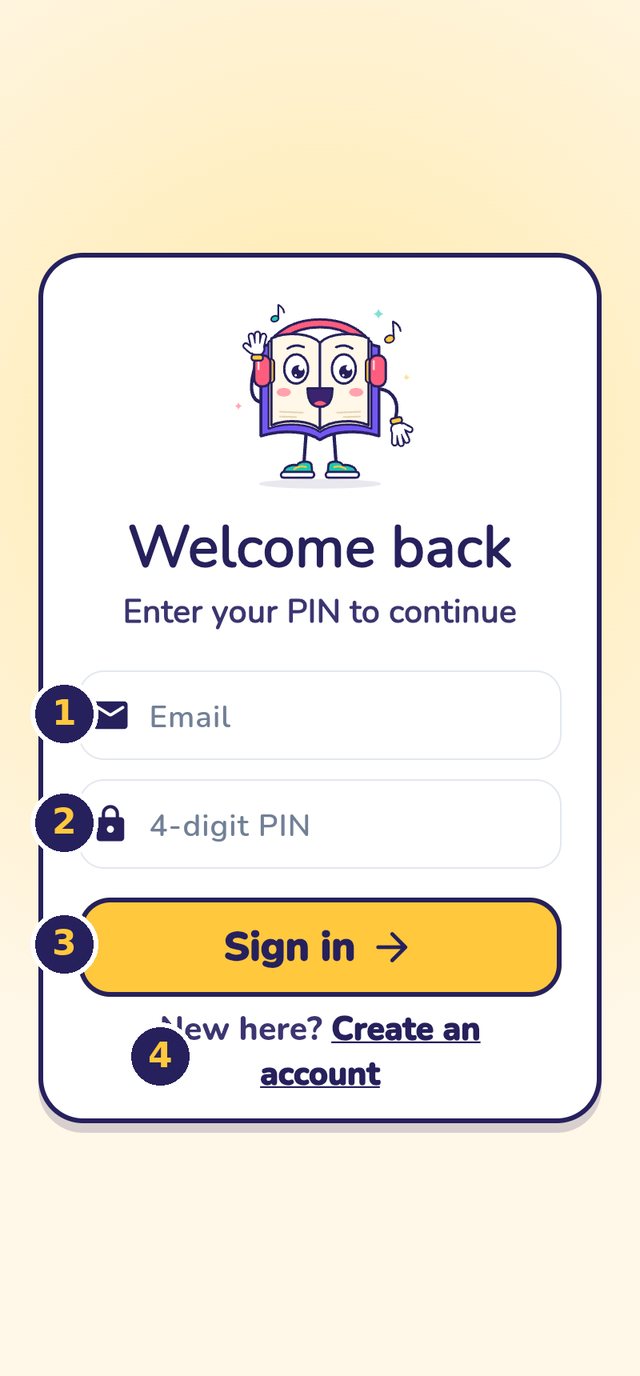 Welcome back
Enter your PIN to continue
1 Email
2 4-digit PIN
3 Sign in →
New here? Create an
4 account